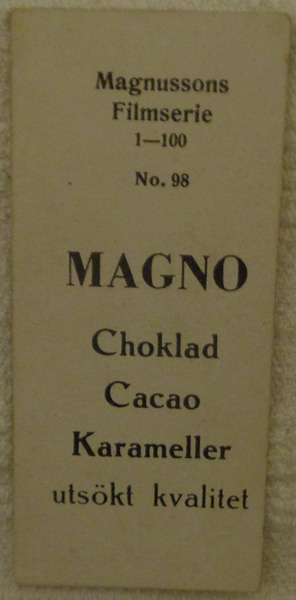 Magnussons
Filmserie
1—100
No. 98
MAGNO
Choklad
Cacao
Karameller
utsökt kvalitet